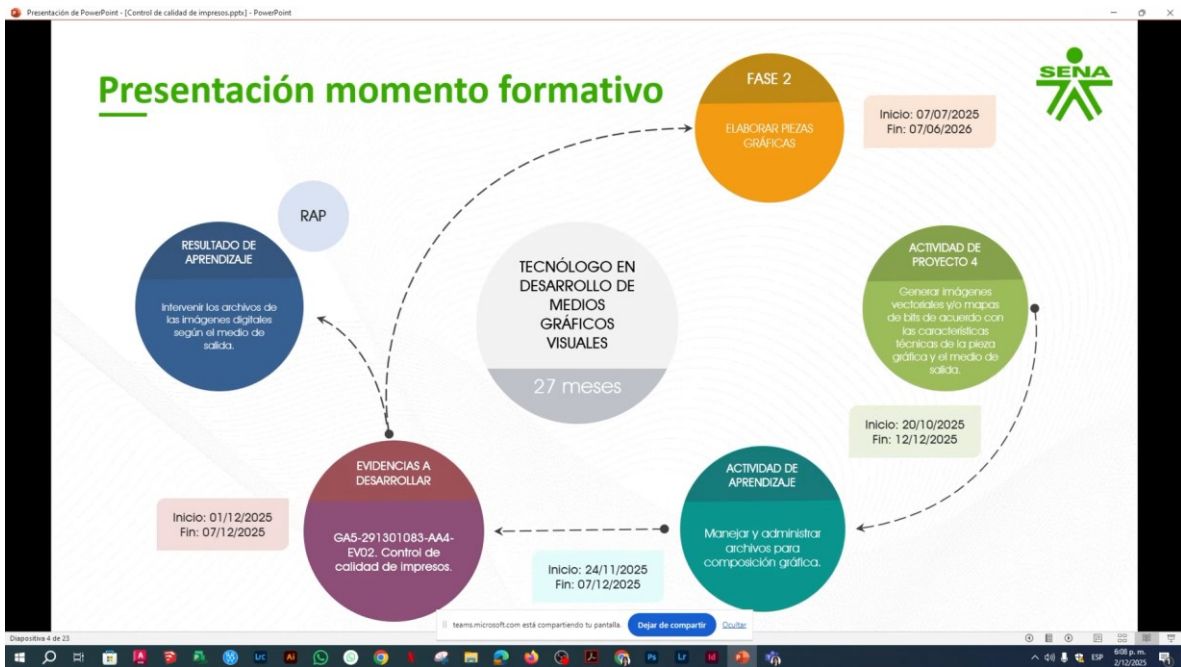 Presentación de PowerPoint - [Control de calidad de impresos.pptx] - PowerPoint
Presentación momento formativo
SENA
FASE 2
ELABORAR PIEZAS
GRÁFICAS
Inicio: 07/07/2025
Fin: 07/06/2026
RAP
RESULTADO DE
APRENDIZAJE
Intervenir los archivos de
las imágenes digitales
según el medio de
salida.
TECNÓLOGO EN
DESARROLLO DE
MEDIOS
GRÁFICOS
VISUALES
27 meses
ACTIVIDAD DE
PROYECTO 4
Generar imágenes
vectoriales y/o mapas
de bits de acuerdo con
las características
técnicas de la pieza
gráfica y el medio de
salida.
Inicio: 20/10/2025
Fin: 12/12/2025
EVIDENCIAS A
DESARROLLAR
GA5-291301083-AA4-
EV02. Control de
calidad de impresos.
Inicio: 01/12/2025
Fin: 07/12/2025
ACTIVIDAD DE
APRENDIZAJE
Manejar y administrar
archivos para
composición gráfica.
Inicio: 24/11/2025
Fin: 07/12/2025
teams.microsoft.com está compartiendo tu pantalla.
Dejar de compartir
Ocultar
Diapositiva 4 de 23
LC
Ai
Ps
Lr
Id
ESP
6:08 p. m.
2/12/2025